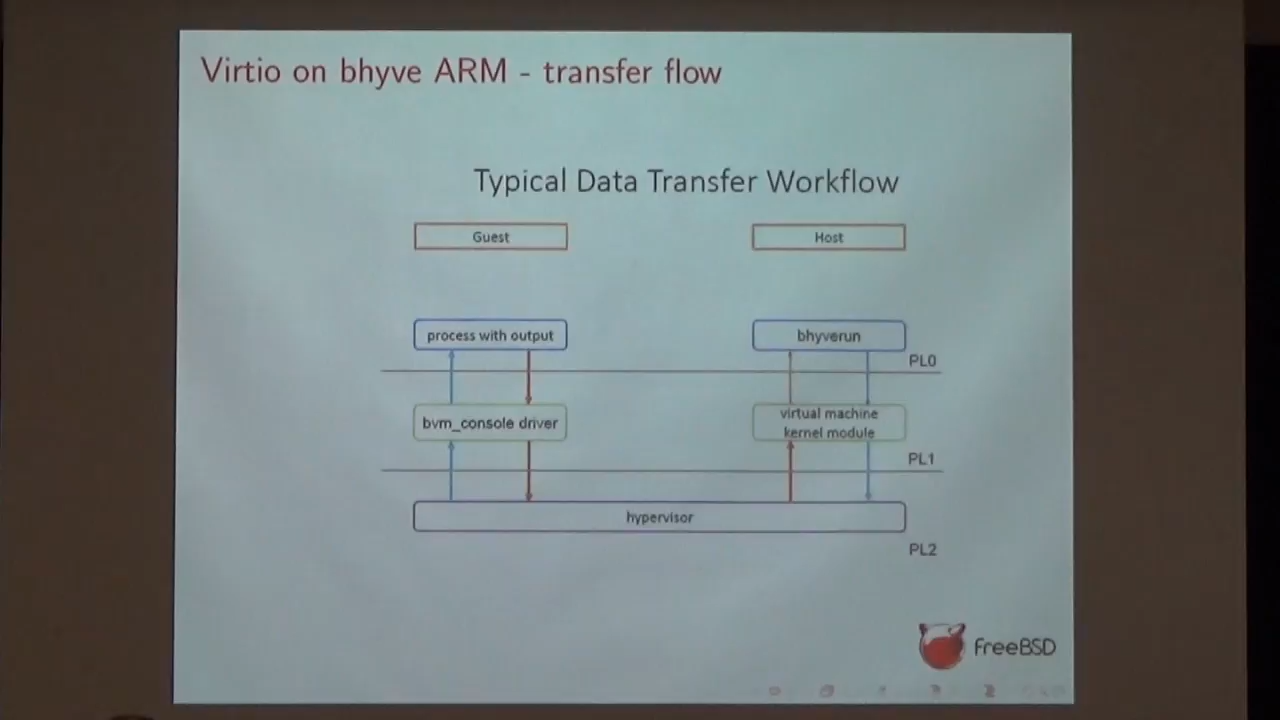 Virtio on bhyve ARM - transfer flow
Typical Data Transfer Workflow
Guest
Host
process with output
bhyverun
PL0
bvm_console driver
virtual machine
kernel module
PL1
hypervisor
PL2
freeBSD